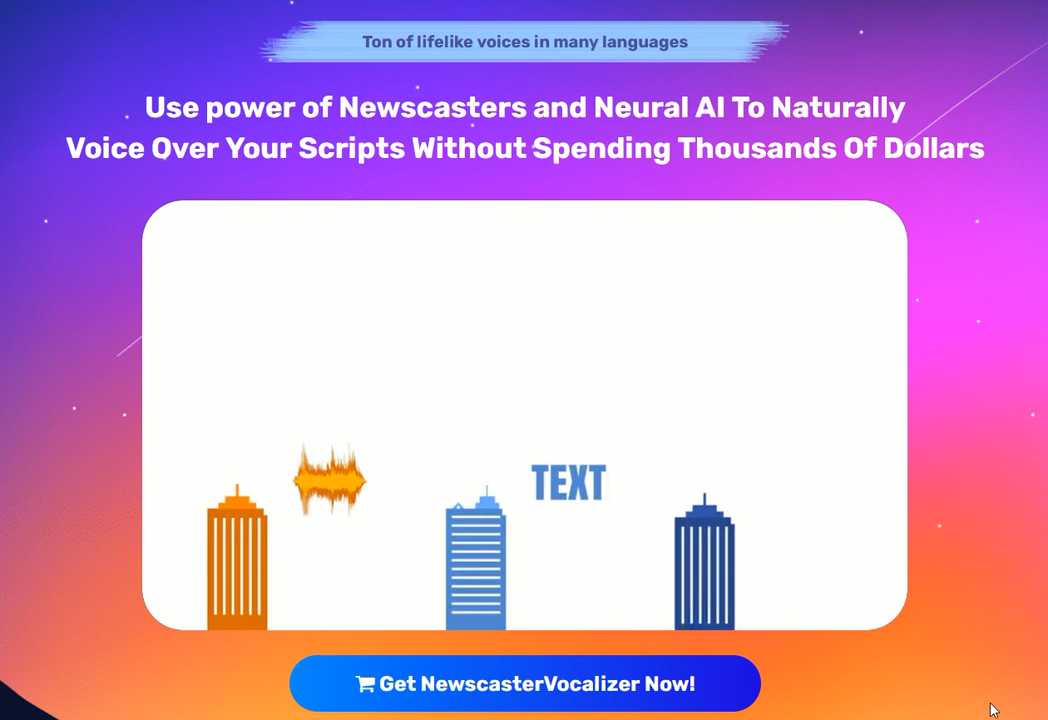 Ton of lifelike voices in many languages
Use power of Newscasters and Neural AI To Naturally
Voice Over Your Scripts Without Spending Thousands Of Dollars
TEXT
Get NewscasterVocalizer Now!